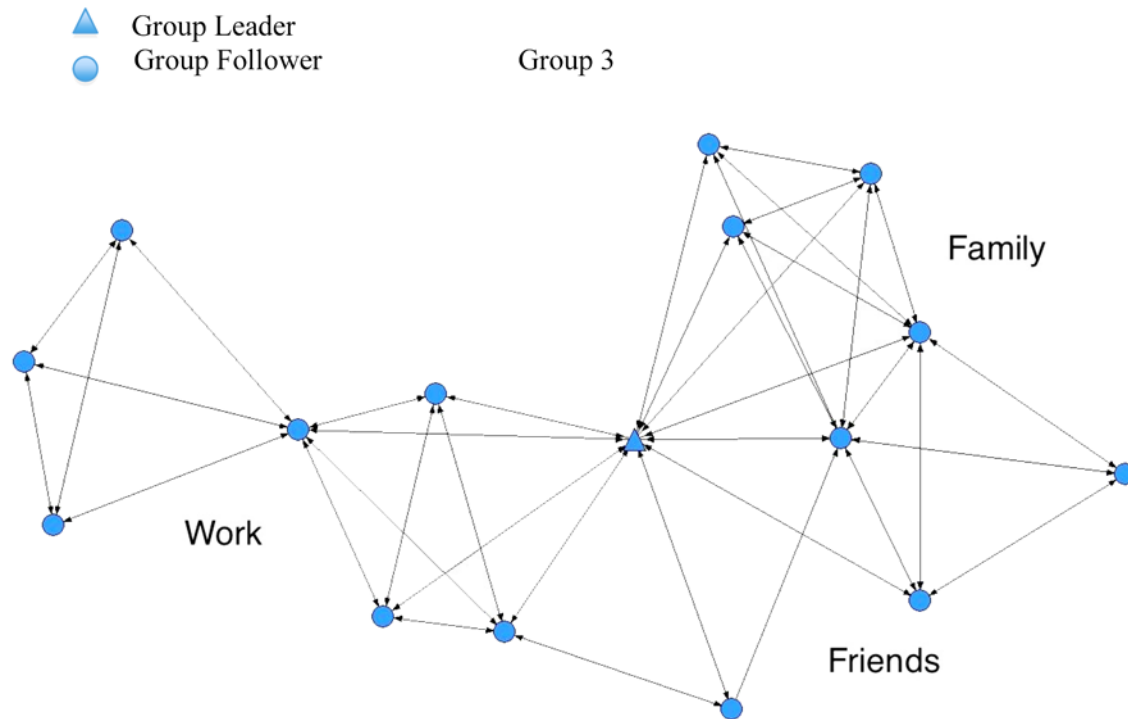 Group Leader
Group Follower
Group 3
Family
Work
Friends